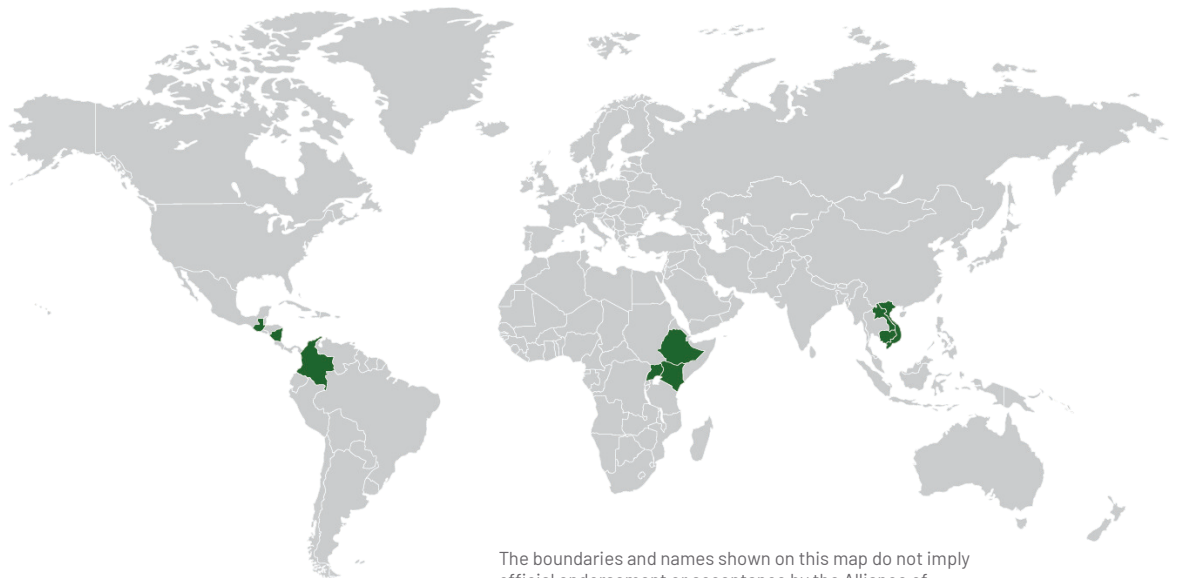 The boundaries and names shown on this map do not imply
official endorsement or acceptance by the Alliance of